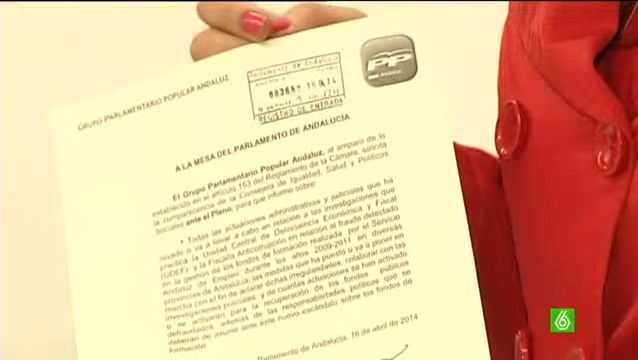 GRUPO PARLAMENTARIO POPULAR ANDALUZ
Parlamento de Andalucía
REGISTRO DE ENTRADA
PP
Andaluz
A LA MESA DEL PARLAMENTO DE ANDALUCÍA
El Grupo Parlamentario Popular Andaluz, al amparo de lo
establecido en el artículo 153 del Reglamento de la Cámara, solicita
la comparecencia de la Consejera de Igualdad, Salud y Políticas
Sociales ante el Pleno, para que informe sobre:
• Todas las actuaciones administrativas y judiciales que ha
llevado o va a llevar a cabo en relación a las investigaciones que
practica la Unidad Central de Delincuencia Económica y Fiscal
(UDEF) y la Fiscalía Anticorrupción en relación al fraude detectado
en la gestión de los fondos de formación realizada por el Servicio
Andaluz de Empleo durante los años 2009-2011 en diversas
provincias de Andalucía; las medidas que ha puesto o va a poner en
marcha con el fin de aclarar dichas irregularidades, colaborar con las
investigaciones policiales y de cuantas actuaciones se han activado
o se activarán para la recuperación de los fondos públicos
defraudados, además de las responsabilidades políticas que se
deberán de asumir ante este nuevo escándalo sobre los fondos de
formación.
Parlamento de Andalucía, 16 de abril de 2014
6